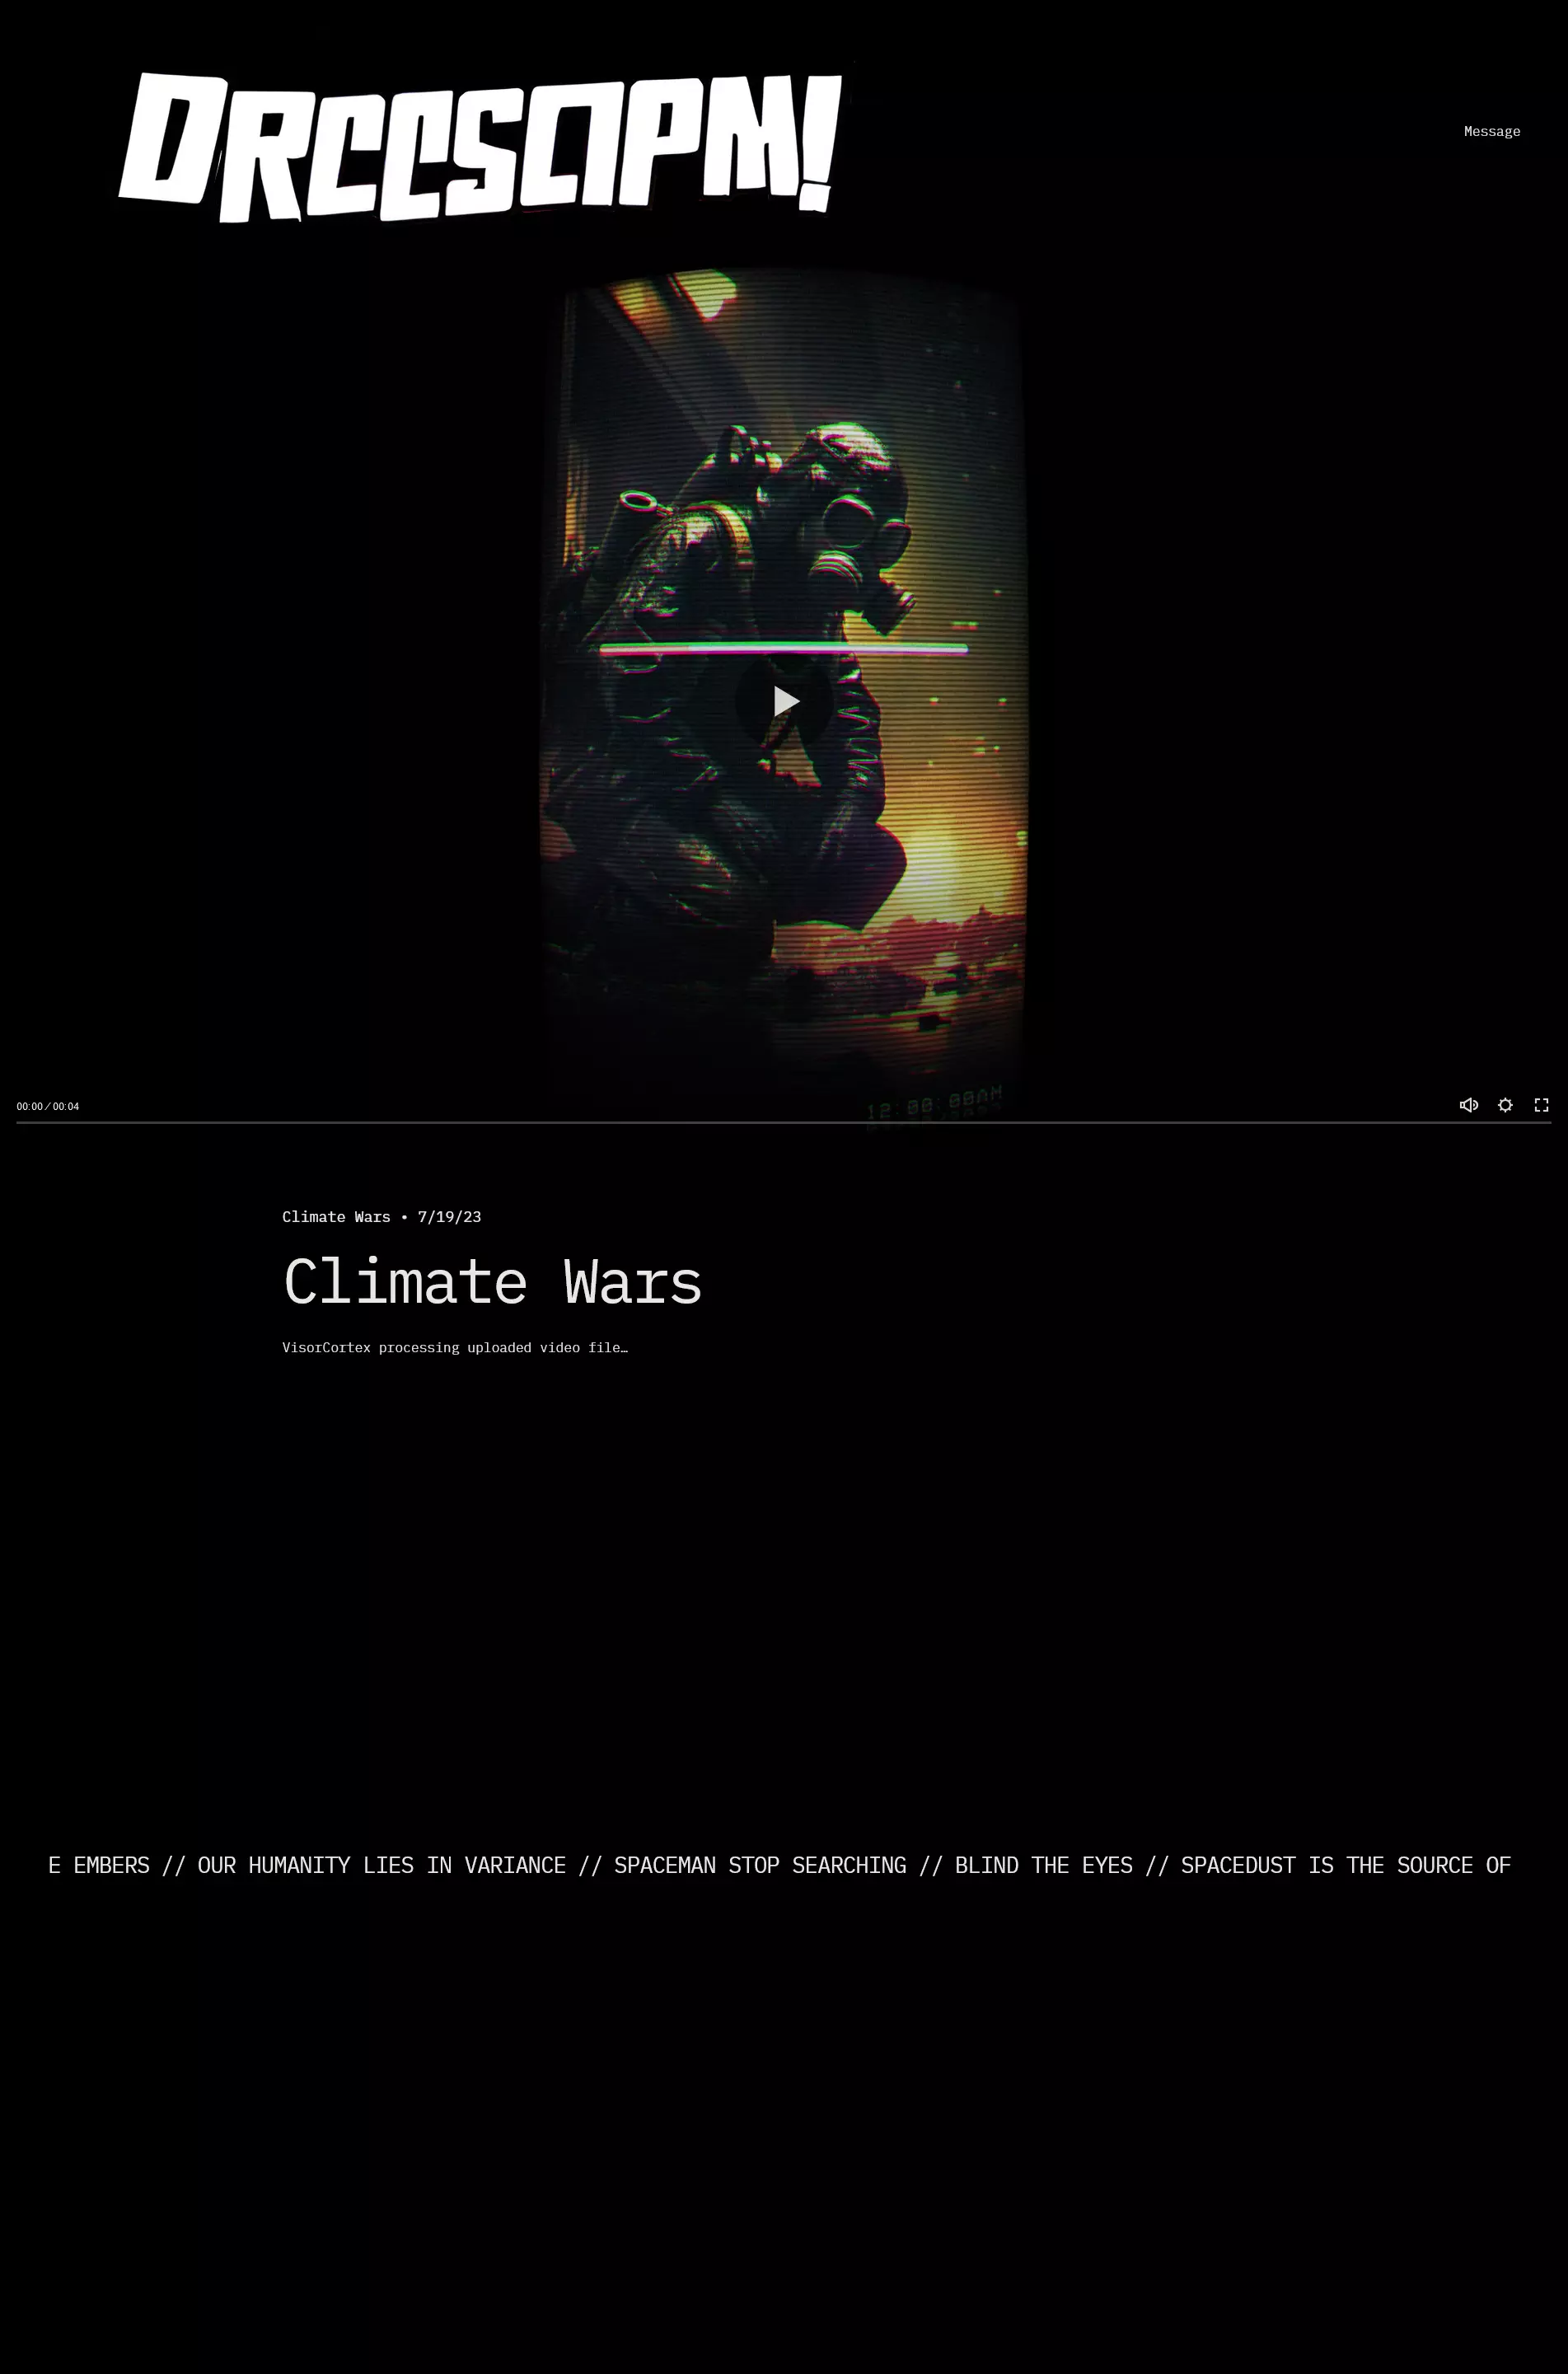 DRCCSOPM!
Message
12:00:00AM
00:00/00:04
Climate Wars • 7/19/23
Climate Wars
VisorCortex processing uploaded video file…
E EMBERS // OUR HUMANITY LIES IN VARIANCE // SPACEMAN STOP SEARCHING // BLIND THE EYES // SPACEDUST IS THE SOURCE OF